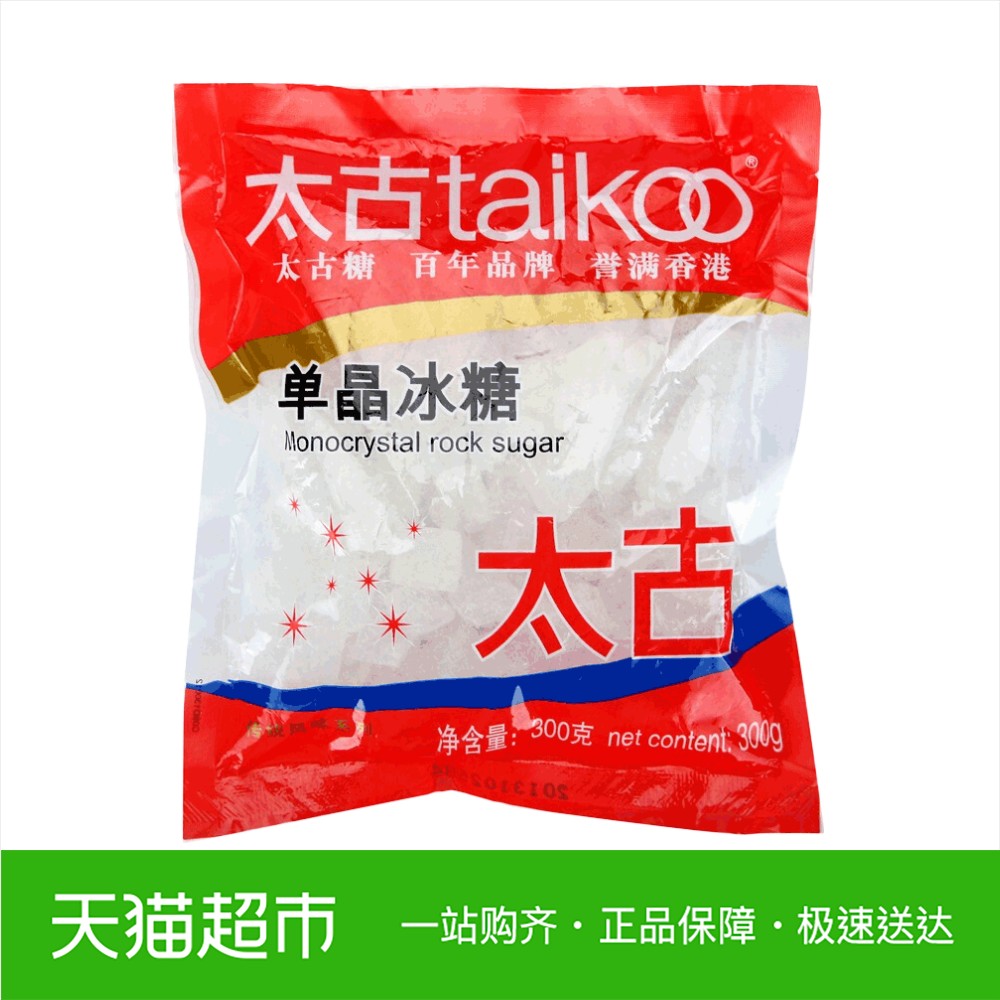 太古taikoo®
太古糖 百年品牌 誉满香港
单晶冰糖
Monocrystal rock sugar
太古
净含量：300克 net content: 300g
天猫超市 一站购齐·正品保障·极速送达